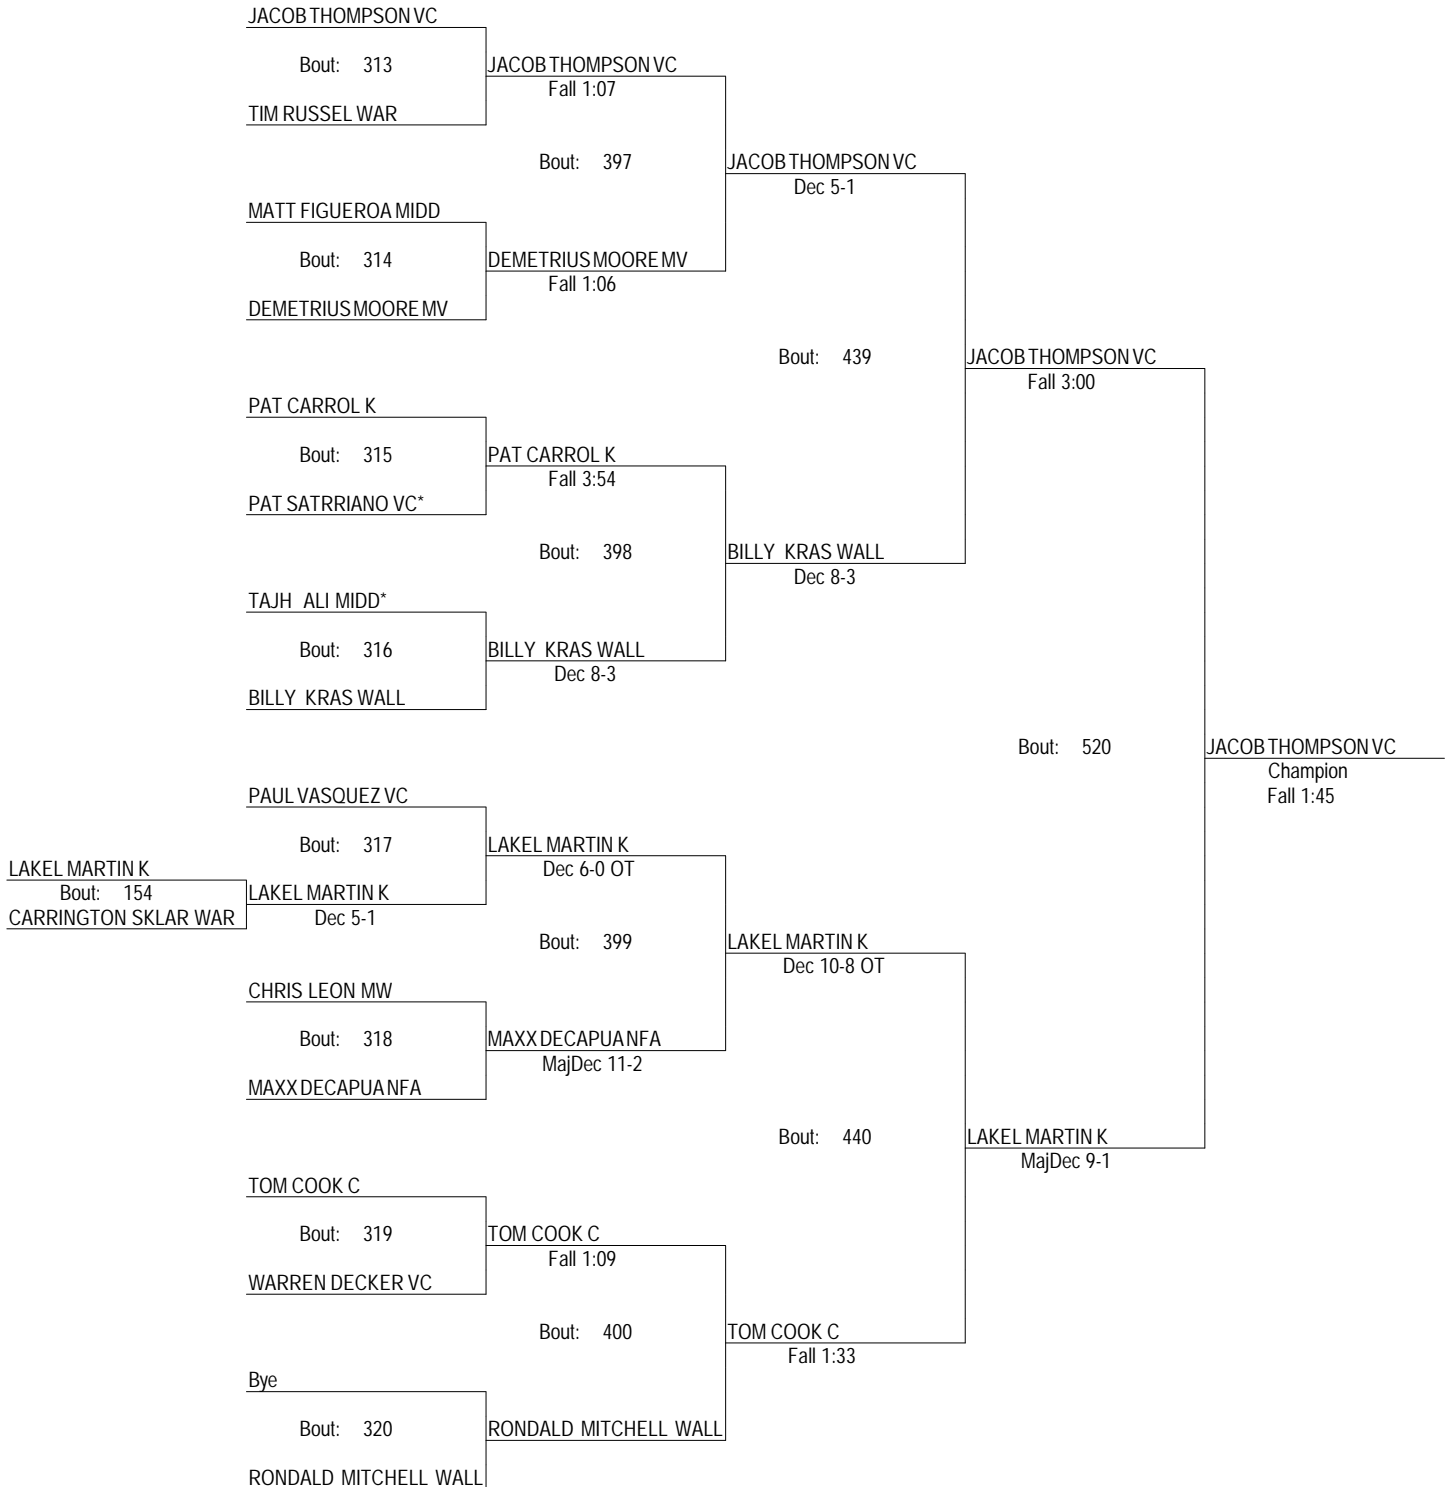 JACOB THOMPSON VC
Bout: 313
JACOB THOMPSON VC
Fall 1:07
TIM RUSSEL WAR
Bout: 397
JACOB THOMPSON VC
Dec 5-1
MATT FIGUEROA MIDD
Bout: 314
DEMETRIUS MOORE MV
Fall 1:06
DEMETRIUS MOORE MV
Bout: 439
JACOB THOMPSON VC
Fall 3:00
PAT CARROL K
Bout: 315
PAT CARROL K
Fall 3:54
PAT SATRRIANO VC*
Bout: 398
BILLY KRAS WALL
Dec 8-3
TAJH ALI MIDD*
Bout: 316
BILLY KRAS WALL
Dec 8-3
BILLY KRAS WALL
Bout: 520
JACOB THOMPSON VC
Champion
Fall 1:45
PAUL VASQUEZ VC
Bout: 317
LAKEL MARTIN K
Dec 6-0 OT
LAKEL MARTIN K
Bout: 154
LAKEL MARTIN K
CARRINGTON SKLAR WAR
Dec 5-1
Bout: 399
LAKEL MARTIN K
Dec 10-8 OT
CHRIS LEON MW
Bout: 318
MAXX DECAPUA NFA
MajDec 11-2
MAXX DECAPUA NFA
Bout: 440
LAKEL MARTIN K
MajDec 9-1
TOM COOK C
Bout: 319
TOM COOK C
Fall 1:09
WARREN DECKER VC
Bout: 400
TOM COOK C
Fall 1:33
Bye
Bout: 320
RONDALD MITCHELL WALL
RONDALD MITCHELL WALL